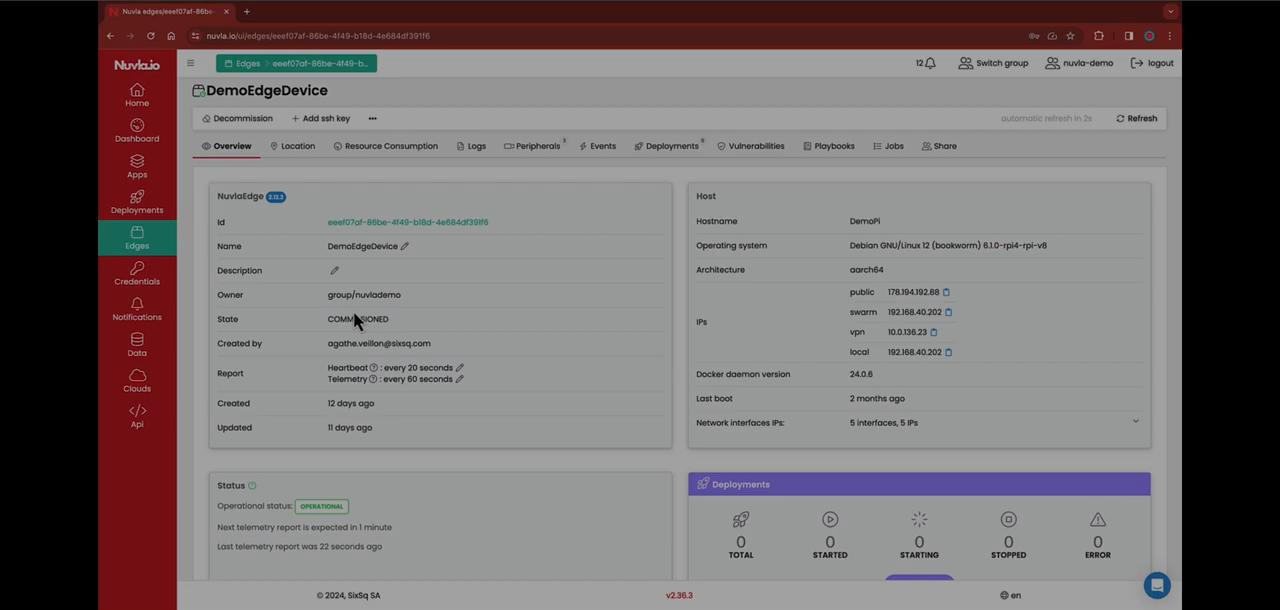 Nuvla edges/eeef07af-86be-
nuvla.io/ui/edges/eeef07af-86be-4f49-b18d-4e684df391f6
Nuvla.io
Edges > eeef07af-86be-4f49-b...
12
Switch group
nuvla-demo
logout
Home
Dashboard
Apps
Deployments
Edges
Credentials
Notifications
Data
Clouds
Api
DemoEdgeDevice
Decommission
+ Add ssh key
...
automatic refresh in 2s
Refresh
Overview
Location
Resource Consumption
Logs
Peripherals 3
Events
Deployments 0
Vulnerabilities
Playbooks
Jobs
Share
NuvlaEdge 2.13.3
Id eeef07af-86be-4f49-b18d-4e684df391f6
Name DemoEdgeDevice
Description
Owner group/nuvlademo
State COMMISSIONED
Created by agathe.veillon@sixsq.com
Report Heartbeat : every 20 seconds
Telemetry : every 60 seconds
Created 12 days ago
Updated 11 days ago
Host
Hostname DemoPi
Operating system Debian GNU/Linux 12 (bookworm) 6.1.0-rpi4-rpi-v8
Architecture aarch64
IPs
public 178.194.192.88
swarm 192.168.40.202
vpn 10.0.136.23
local 192.168.40.202
Docker daemon version 24.0.6
Last boot 2 months ago
Network interfaces IPs: 5 interfaces, 5 IPs
Status
Operational status: OPERATIONAL
Next telemetry report is expected in 1 minute
Last telemetry report was 22 seconds ago
Deployments
0 0 0 0 0
TOTAL STARTED STARTING STOPPED ERROR
© 2024, SixSq SA
v2.36.3
en